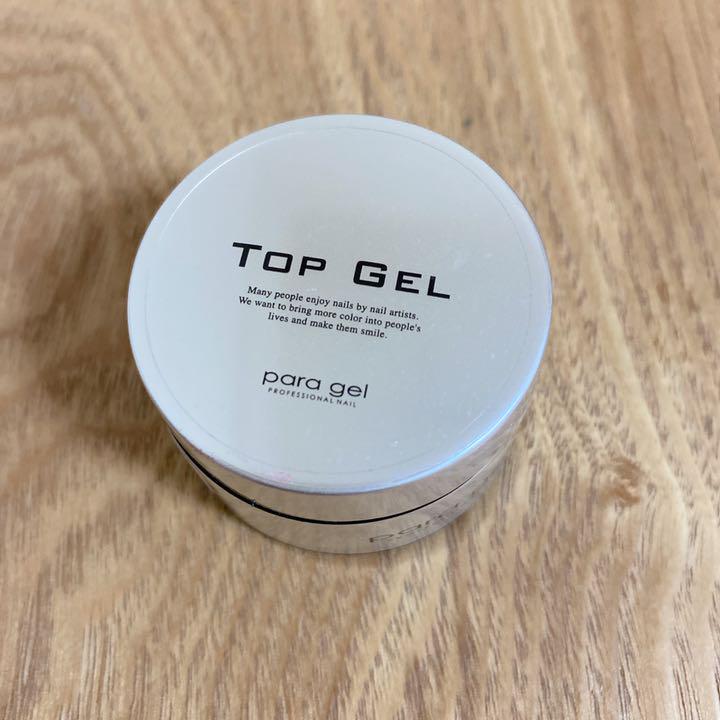 TOP GEL
Many people enjoy nails by nail artists.
We want to bring more color into people's
lives and make them smile.
para gel
PROFESSIONAL NAIL